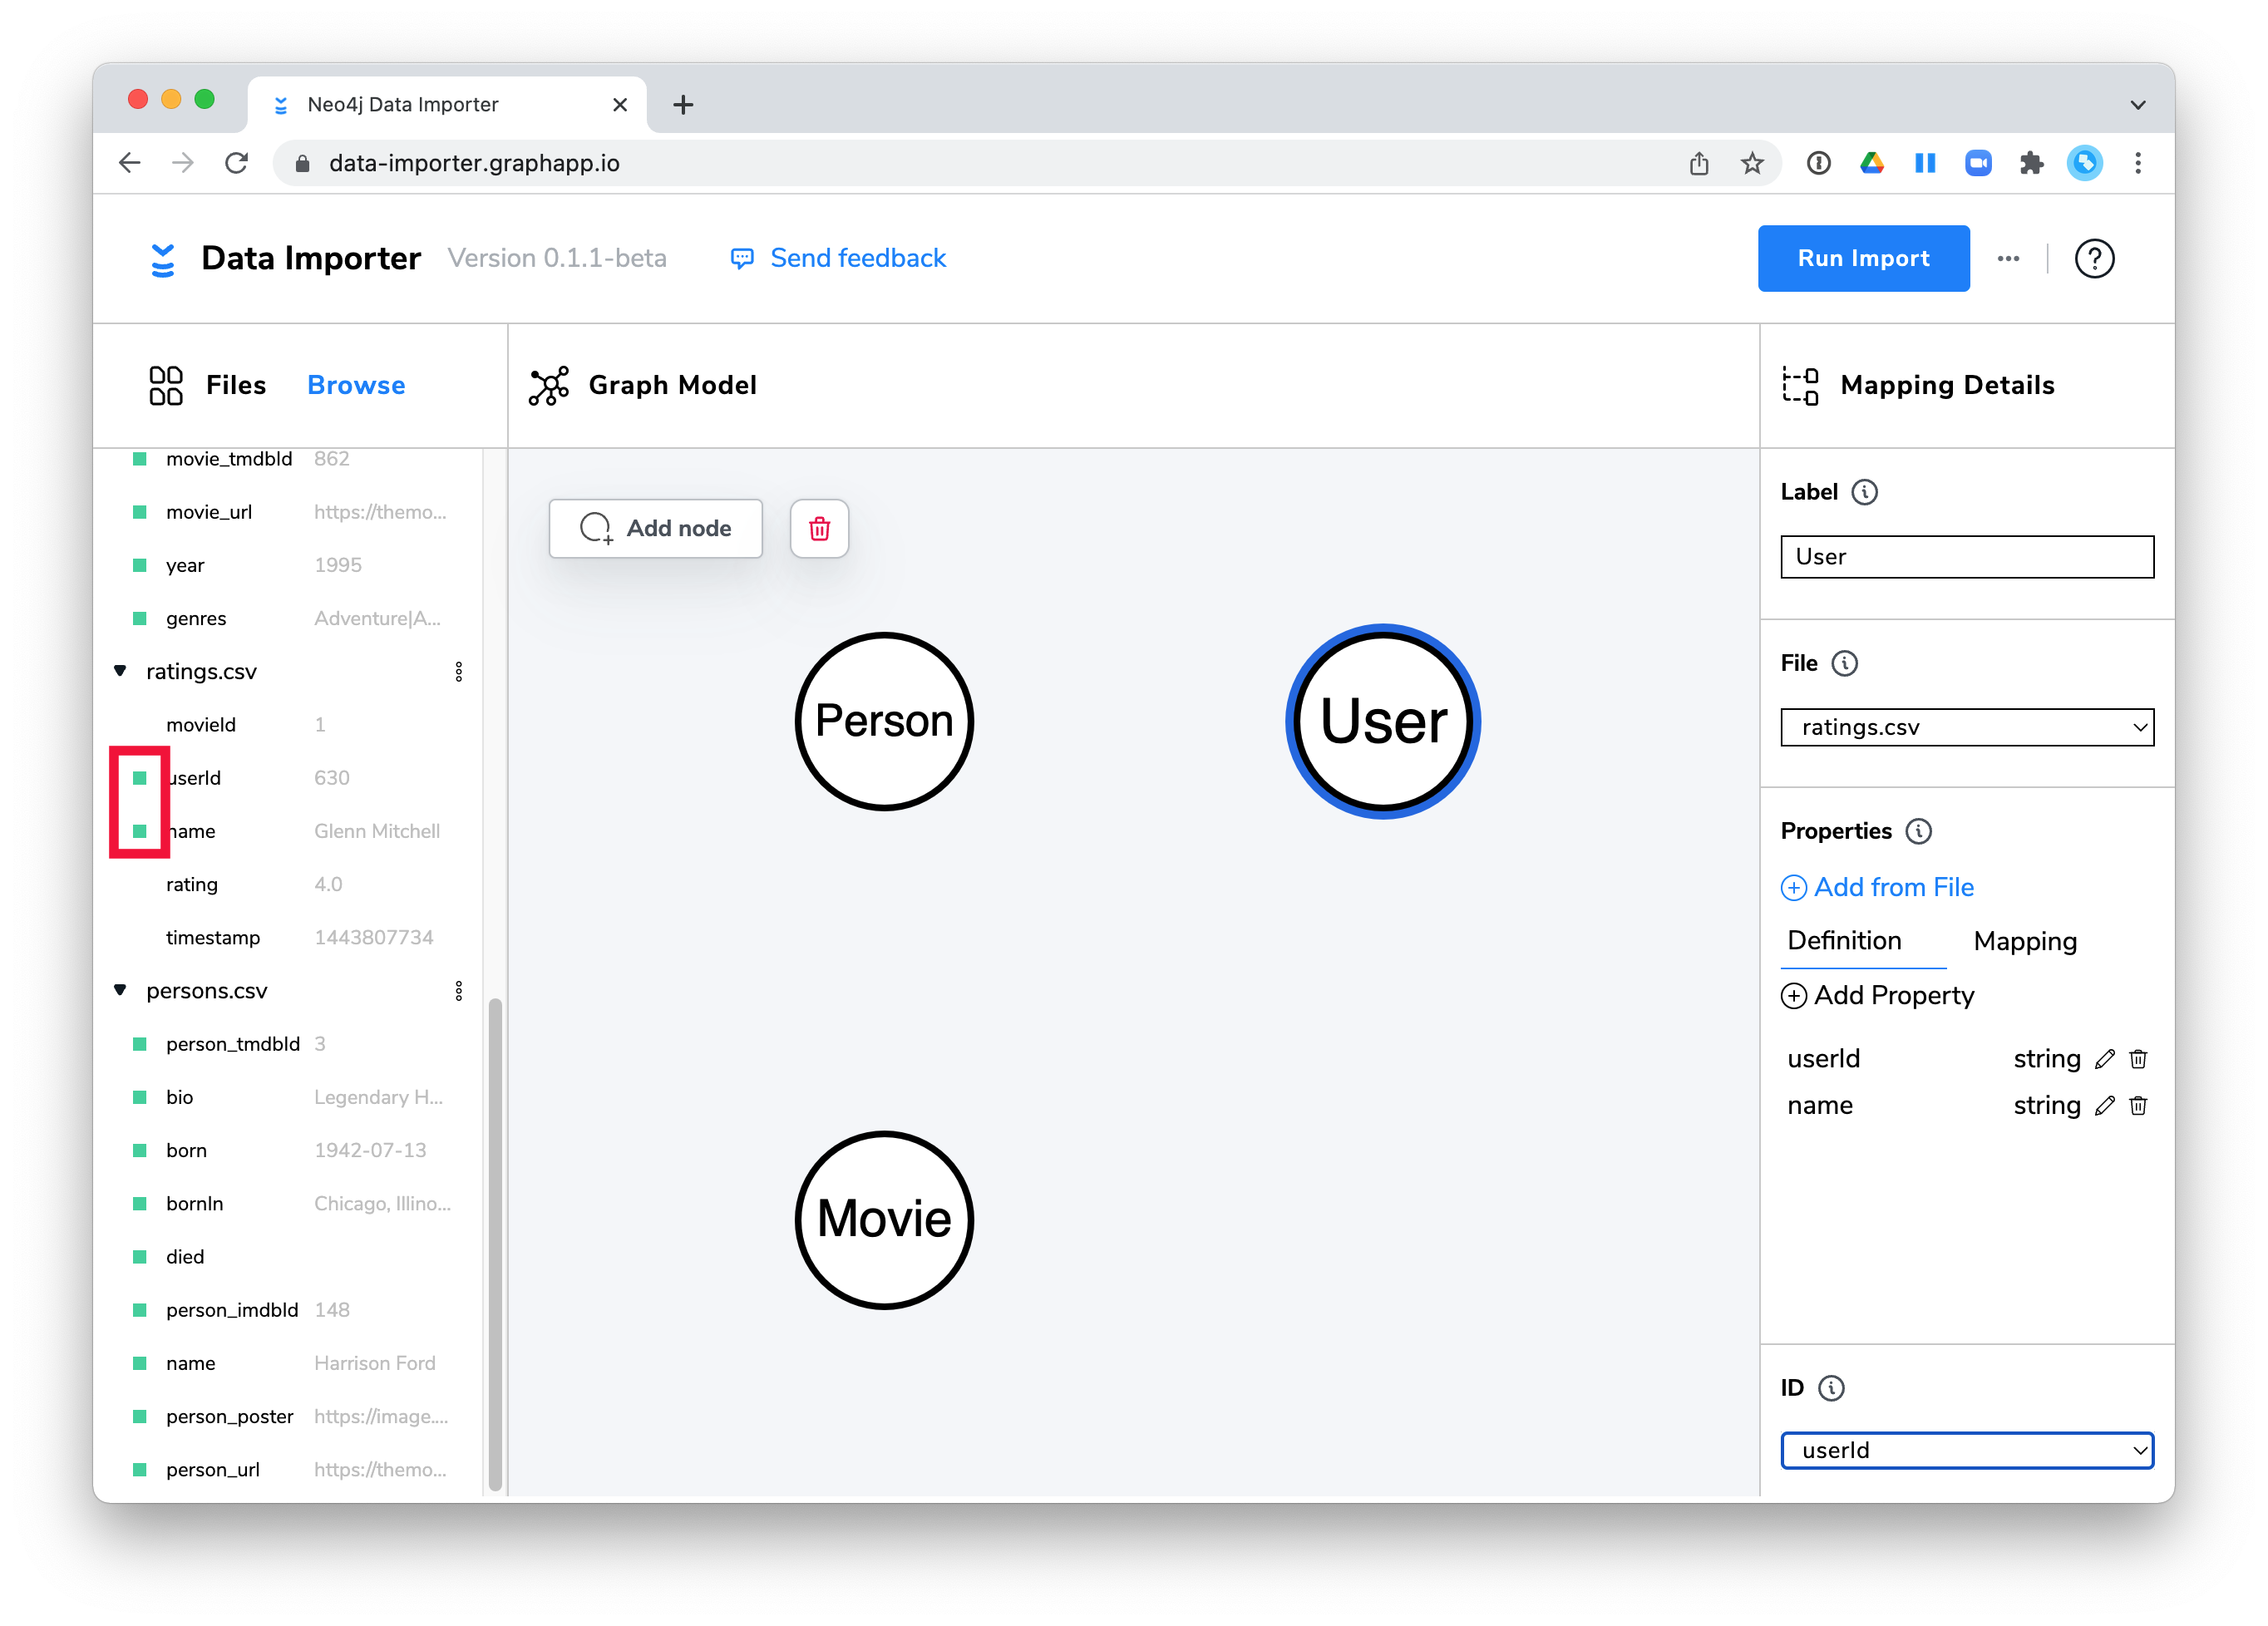 Neo4j Data Importer
data-importer.graphapp.io
Data Importer Version 0.1.1-beta Send feedback
Run Import
Files Browse
Graph Model
Mapping Details
movie_tmdbId 862
movie_url https://themo...
year 1995
genres Adventure|A...
ratings.csv
movieId 1
userId 630
name Glenn Mitchell
rating 4.0
timestamp 1443807734
persons.csv
person_tmdbId 3
bio Legendary H...
born 1942-07-13
bornIn Chicago, Illino...
died
person_imdbId 148
name Harrison Ford
person_poster https://image....
person_url https://themo...
Add node
Person
User
Movie
Label
User
File
ratings.csv
Properties
Add from File
Definition Mapping
Add Property
userId string
name string
ID
userId